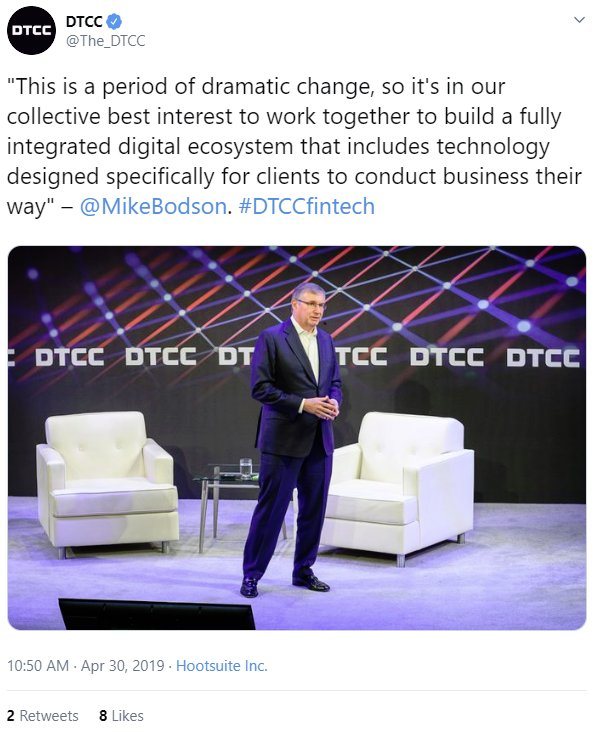 DTCC
DTCC
@The_DTCC
"This is a period of dramatic change, so it's in our
collective best interest to work together to build a fully
integrated digital ecosystem that includes technology
designed specifically for clients to conduct business their
way" – @MikeBodson. #DTCCfintech
DTCC DTCC DT TCC DTCC DTCC
10:50 AM · Apr 30, 2019 · Hootsuite Inc.
2 Retweets 8 Likes